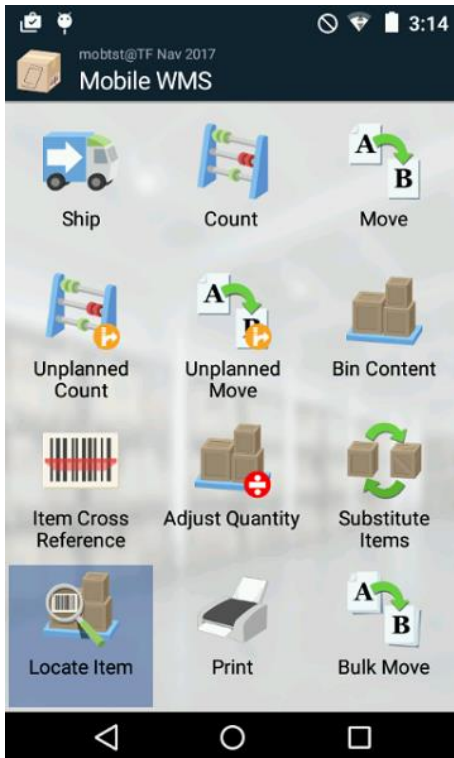 3:14
mobtst@TF Nav 2017
Mobile WMS
A
B
Ship
Count
Move
A
Unplanned
Count
Unplanned
Move
Bin Content
Item Cross
Reference
Adjust Quantity
Substitute
Items
A
B
Locate Item
Print
Bulk Move